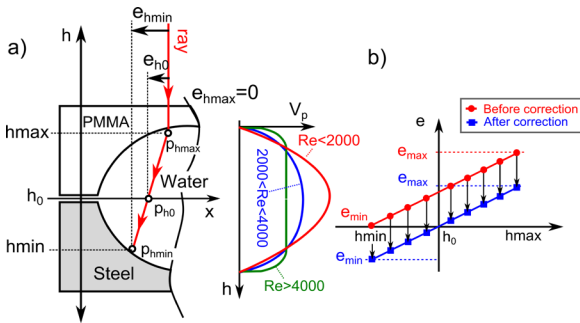 a)
h
e_hmin
e_h0
ray
e_hmax=0
PMMA
hmax
p_hmax
Water
h_0
x
p_h0
hmin
p_hmin
Steel
V_p
Re<2000
2000<Re<4000
Re>4000
h
b)
Before correction
After correction
e
e_max
e_max
e_min
hmin
h_0
hmax
e_min